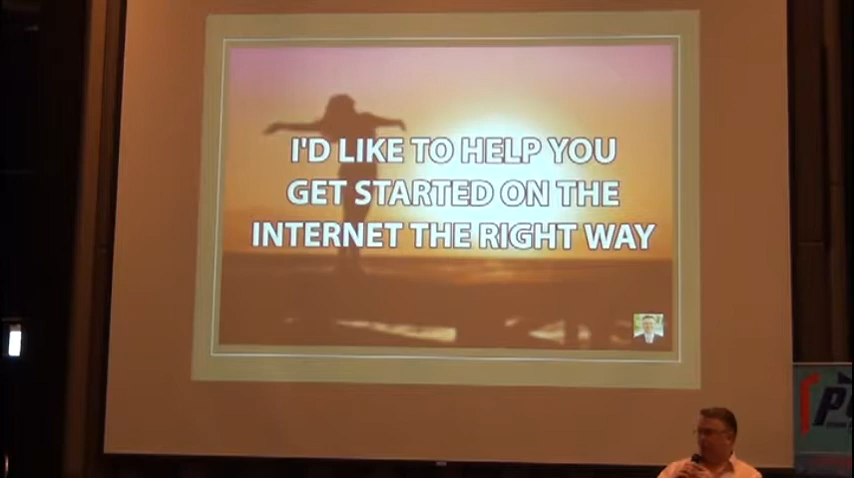 I'D LIKE TO HELP YOU
GET STARTED ON THE
INTERNET THE RIGHT WAY